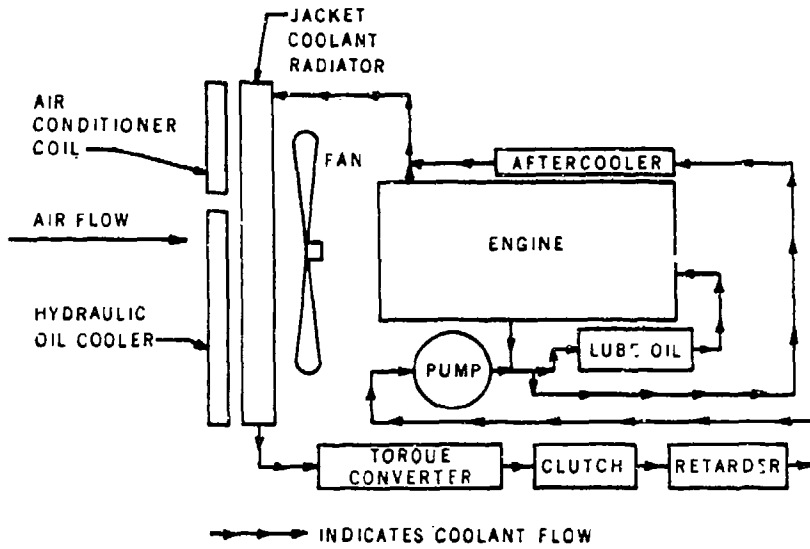 JACKET
COOLANT
RADIATOR
AIR
CONDITIONER
COIL
FAN
AFTERCOOLER
AIR FLOW
ENGINE
HYDRAULIC
OIL COOLER
PUMP
LUBE OIL
TORQUE
CONVERTER
CLUTCH
RETARDER
INDICATES COOLANT FLOW